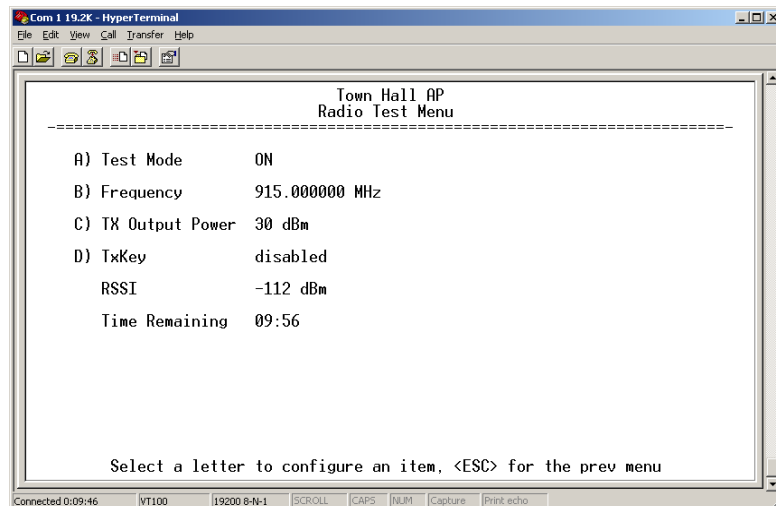 Com 1 19.2K - HyperTerminal
File Edit View Call Transfer Help
Town Hall AP
Radio Test Menu
-==========================================================================-
A) Test Mode ON
B) Frequency 915.000000 MHz
C) TX Output Power 30 dBm
D) TxKey disabled
RSSI -112 dBm
Time Remaining 09:56
Select a letter to configure an item, <ESC> for the prev menu
Connected 0:09:46 VT100 19200 8-N-1 SCROLL CAPS NUM Capture Print echo